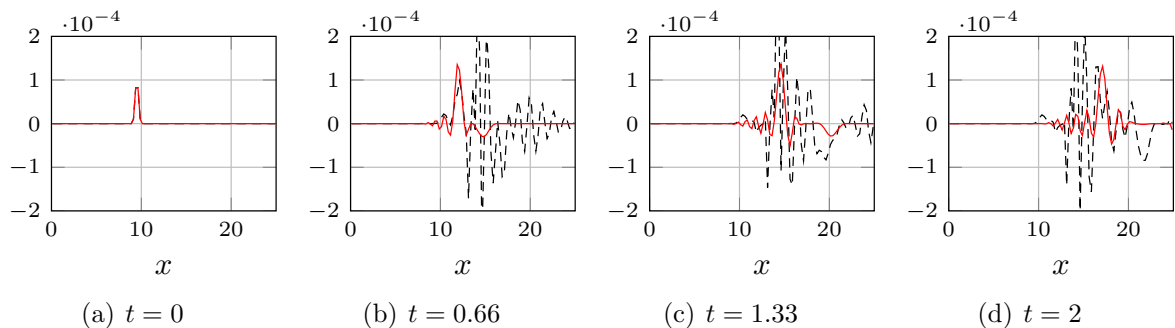 ·10−4 ·10−4 ·10−4 ·10−4
2 2 2 2
1 1 1 1
0 0 0 0
−1 −1 −1 −1
−2 −2 −2 −2
0 10 20 0 10 20 0 10 20 0 10 20
x x x x
(a) t = 0 (b) t = 0.66 (c) t = 1.33 (d) t = 2